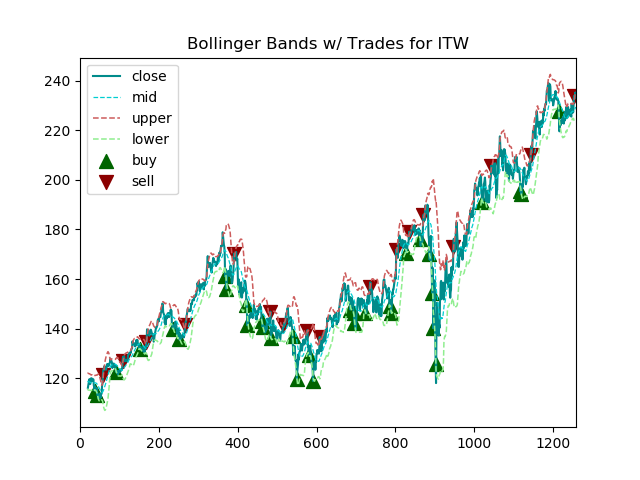 Bollinger Bands w/ Trades for ITW
close
mid
upper
lower
buy
sell
240
220
200
180
160
140
120
0 200 400 600 800 1000 1200